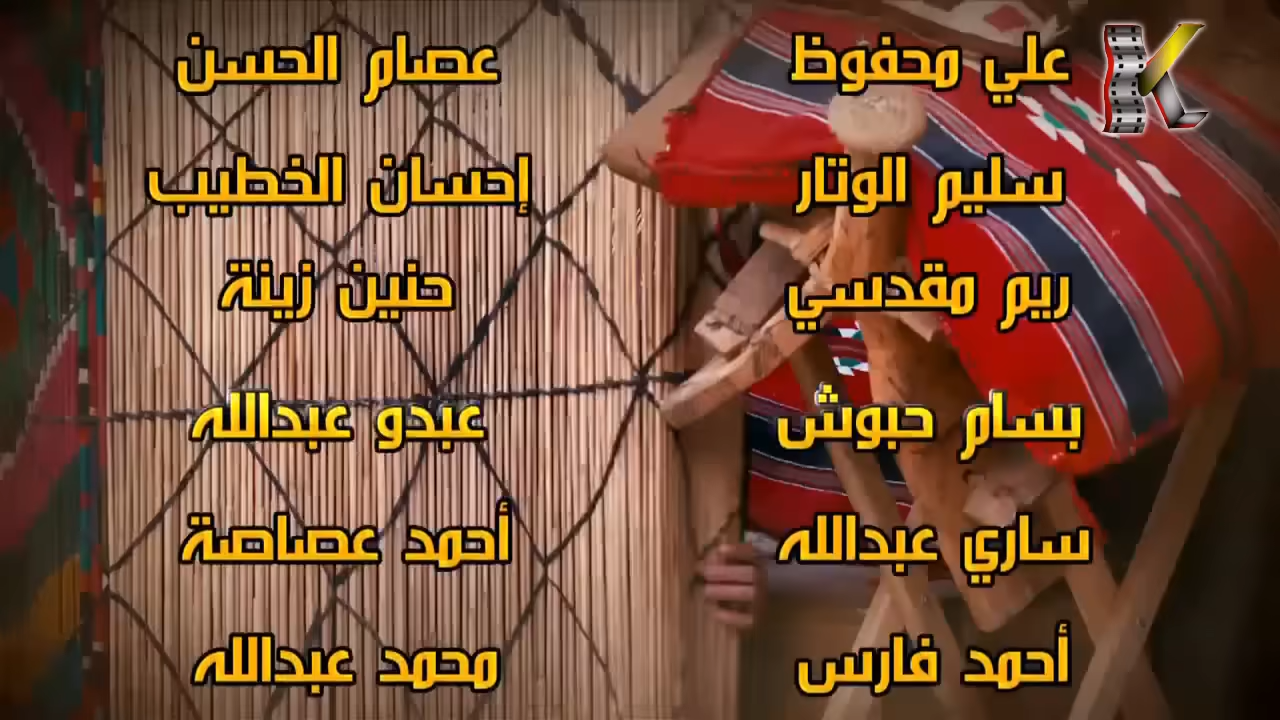 علي محفوظ
عصام الحسن
سليم الوتار
إحسان الخطيب
ريم مقدسي
حنين زينة
بسام حبوش
عبدو عبدالله
ساري عبدالله
أحمد عصاصة
أحمد فارس
محمد عبدالله
K